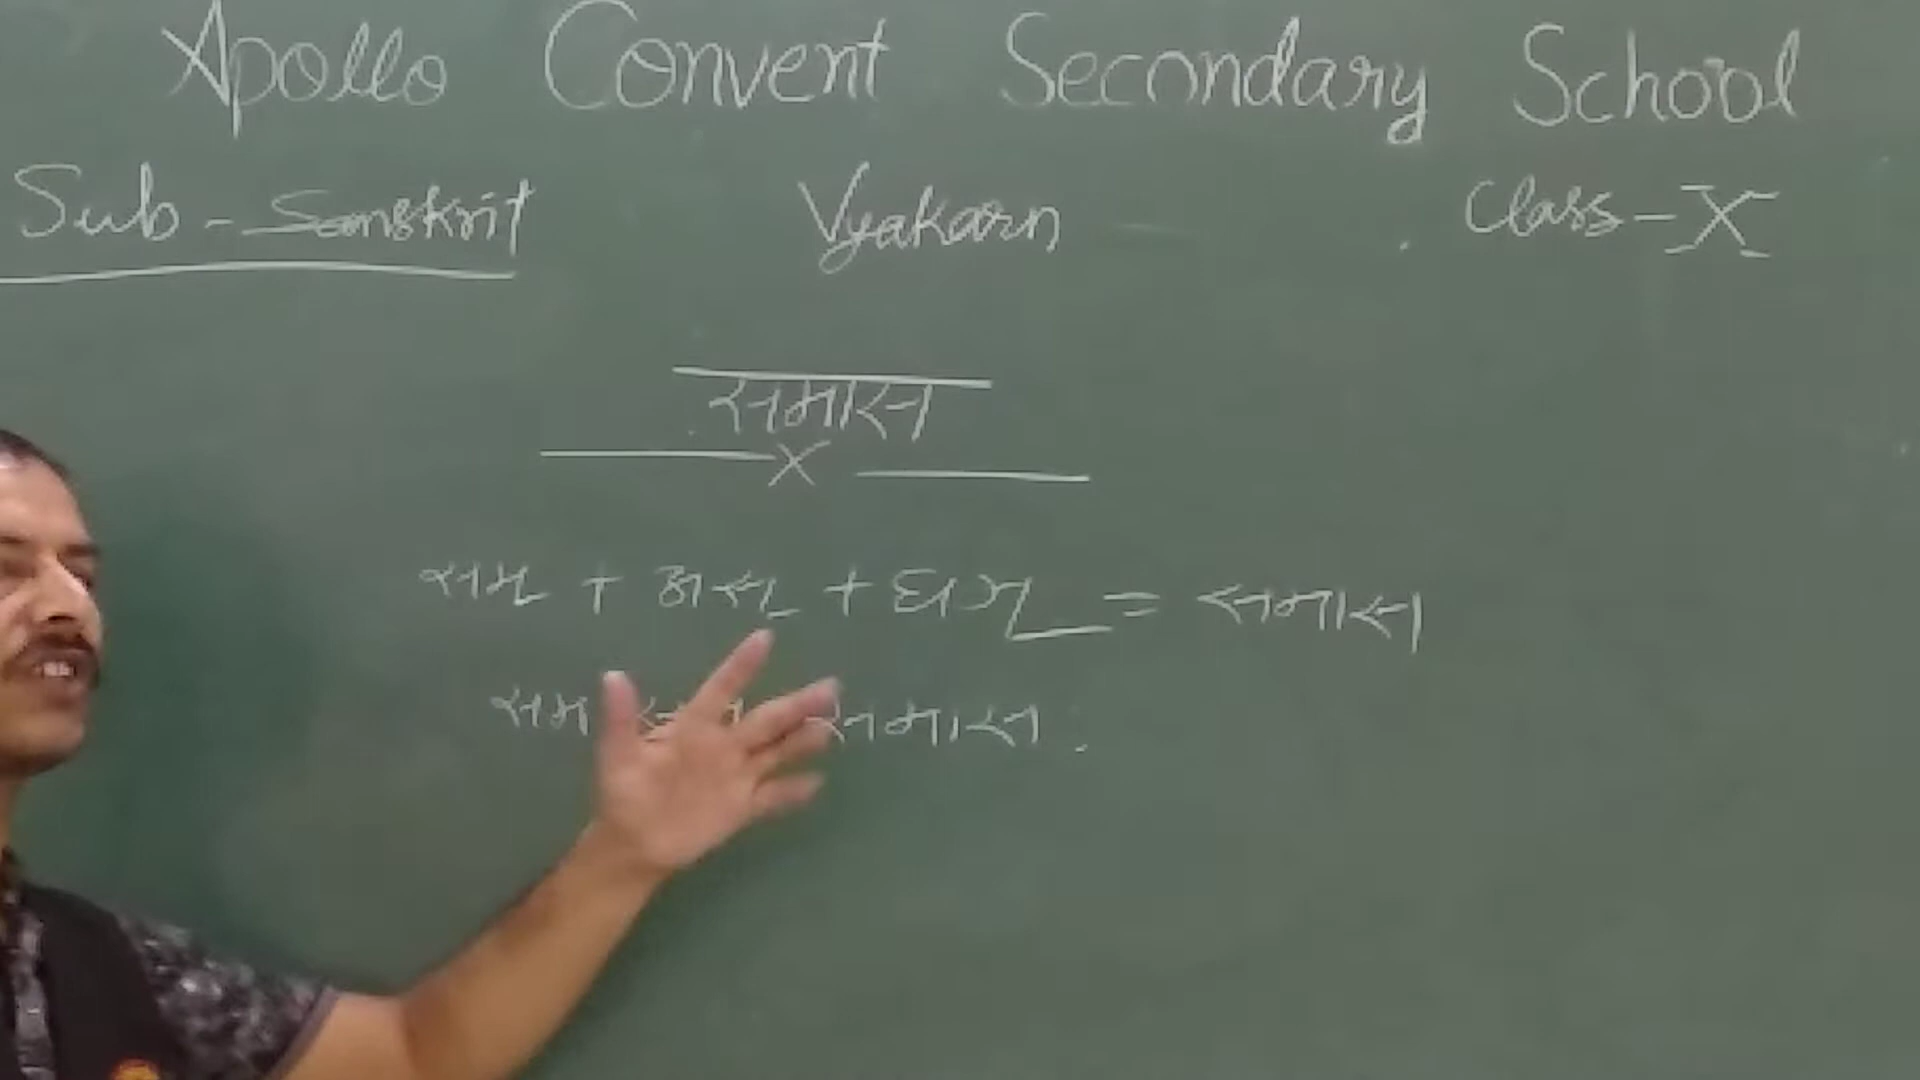 Apollo Convent Secondary School
Sub - Sanskrit Vyakarn Class - X
समास
X
सम् + अस् + घञ् = समास
समासः